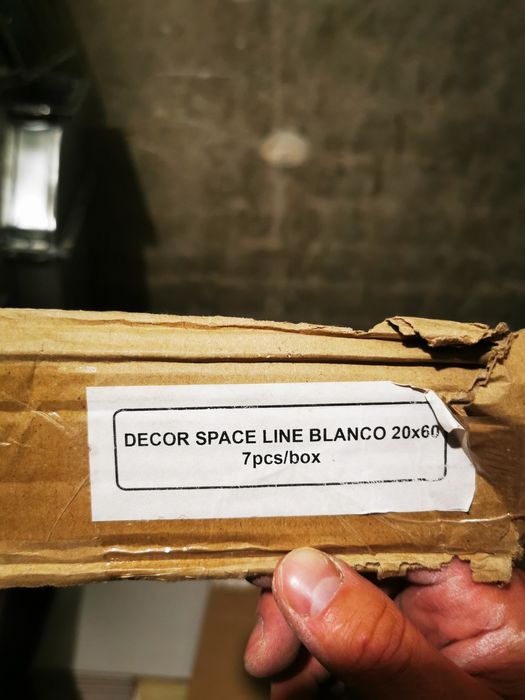 DECOR SPACE LINE BLANCO 20x60
7pcs/box